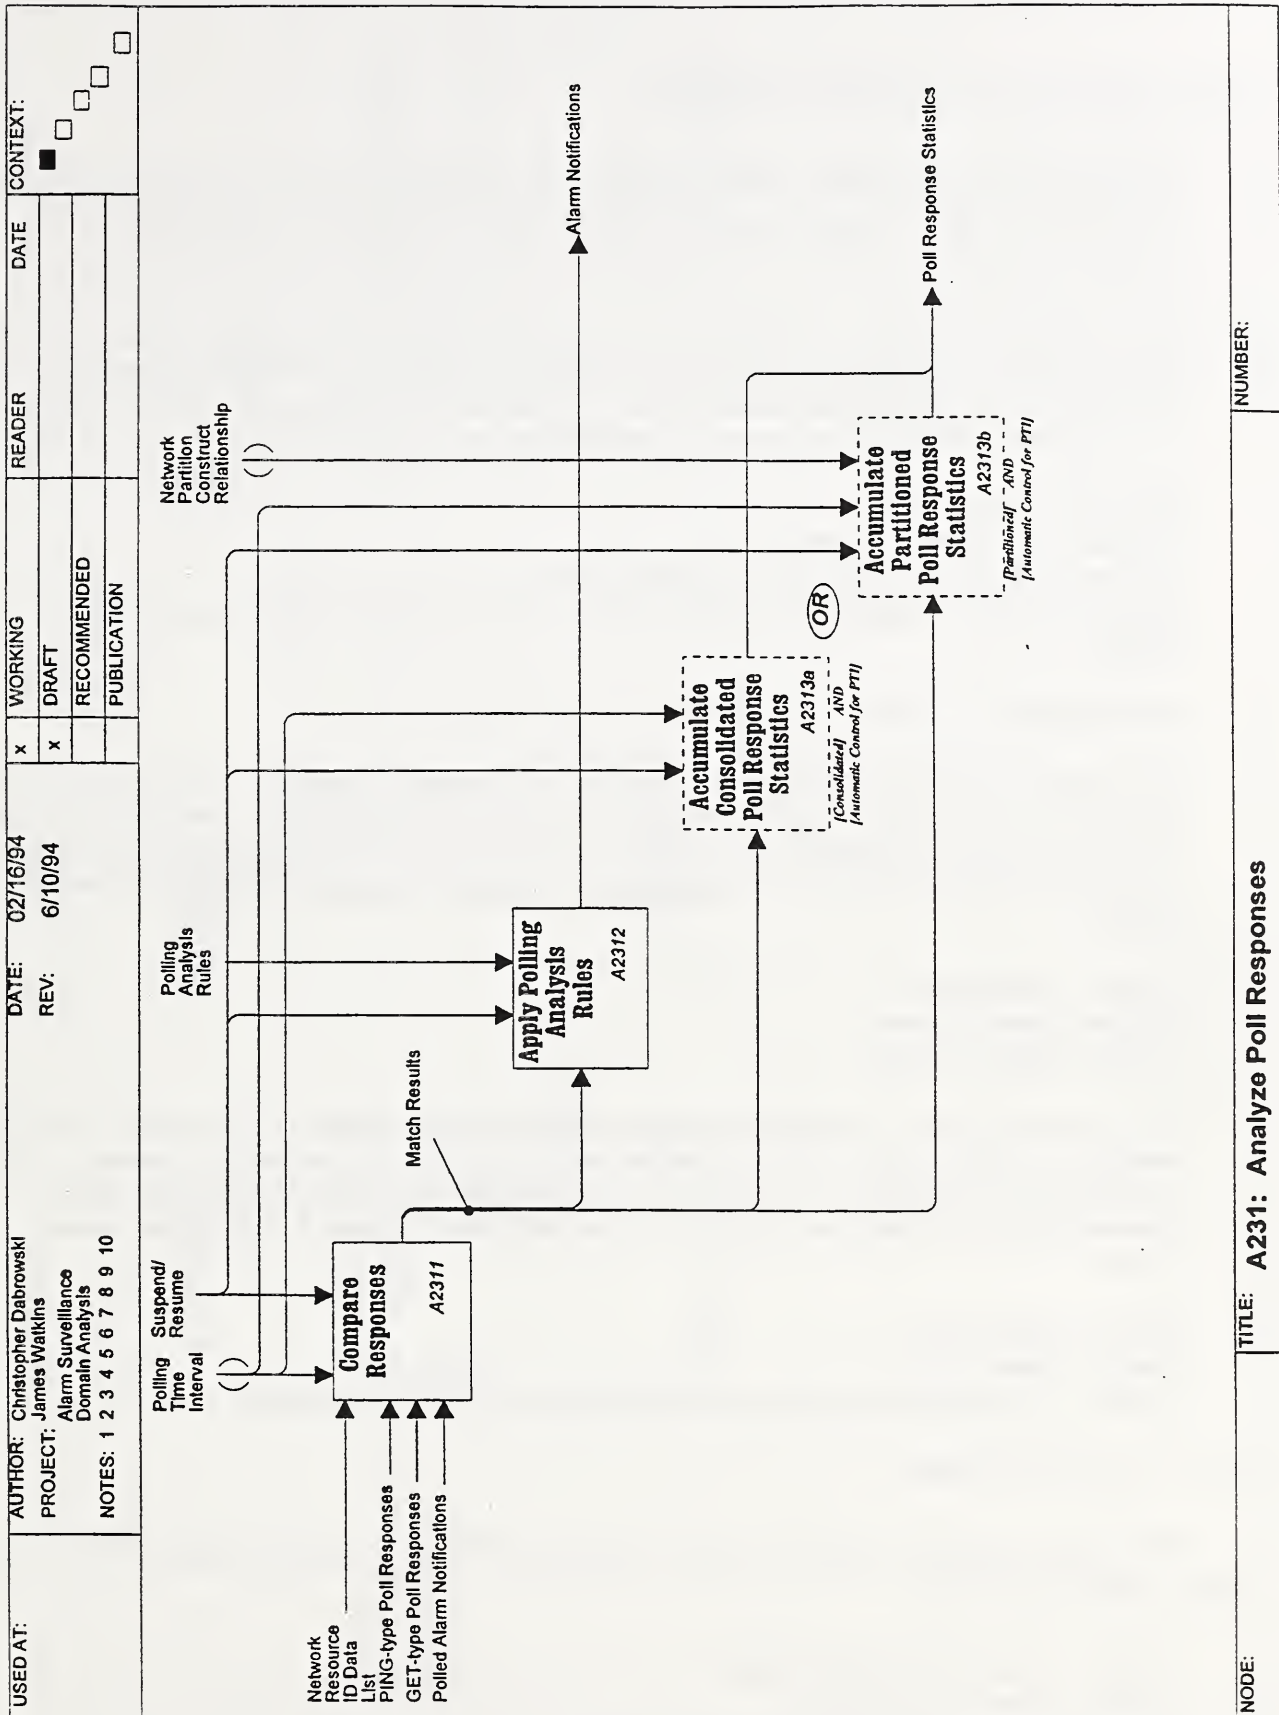 USED AT:
AUTHOR: Christopher Dabrowski
PROJECT: James Watkins
Alarm Surveillance
Domain Analysis
NOTES: 1 2 3 4 5 6 7 8 9 10
DATE: 02/16/94
REV: 6/10/94
x WORKING
x DRAFT
RECOMMENDED
PUBLICATION
READER
DATE
CONTEXT:
Polling
Time
Interval
Suspend/
Resume
Polling
Analysis
Rules
Network
Partition
Construct
Relationship
Network
Resource
ID Data
List
PING-type Poll Responses
GET-type Poll Responses
Polled Alarm Notifications
Compare
Responses
A2311
Match Results
Apply Polling
Analysis
Rules
A2312
Alarm Notifications
Accumulate
Consolidated
Poll Response
Statistics
A2313a
[Consolidated] AND
[Automatic Control for PTI]
OR
Accumulate
Partitioned
Poll Response
Statistics
A2313b
[Partitioned] AND
[Automatic Control for PTI]
Poll Response Statistics
NODE:
TITLE: A231: Analyze Poll Responses
NUMBER: